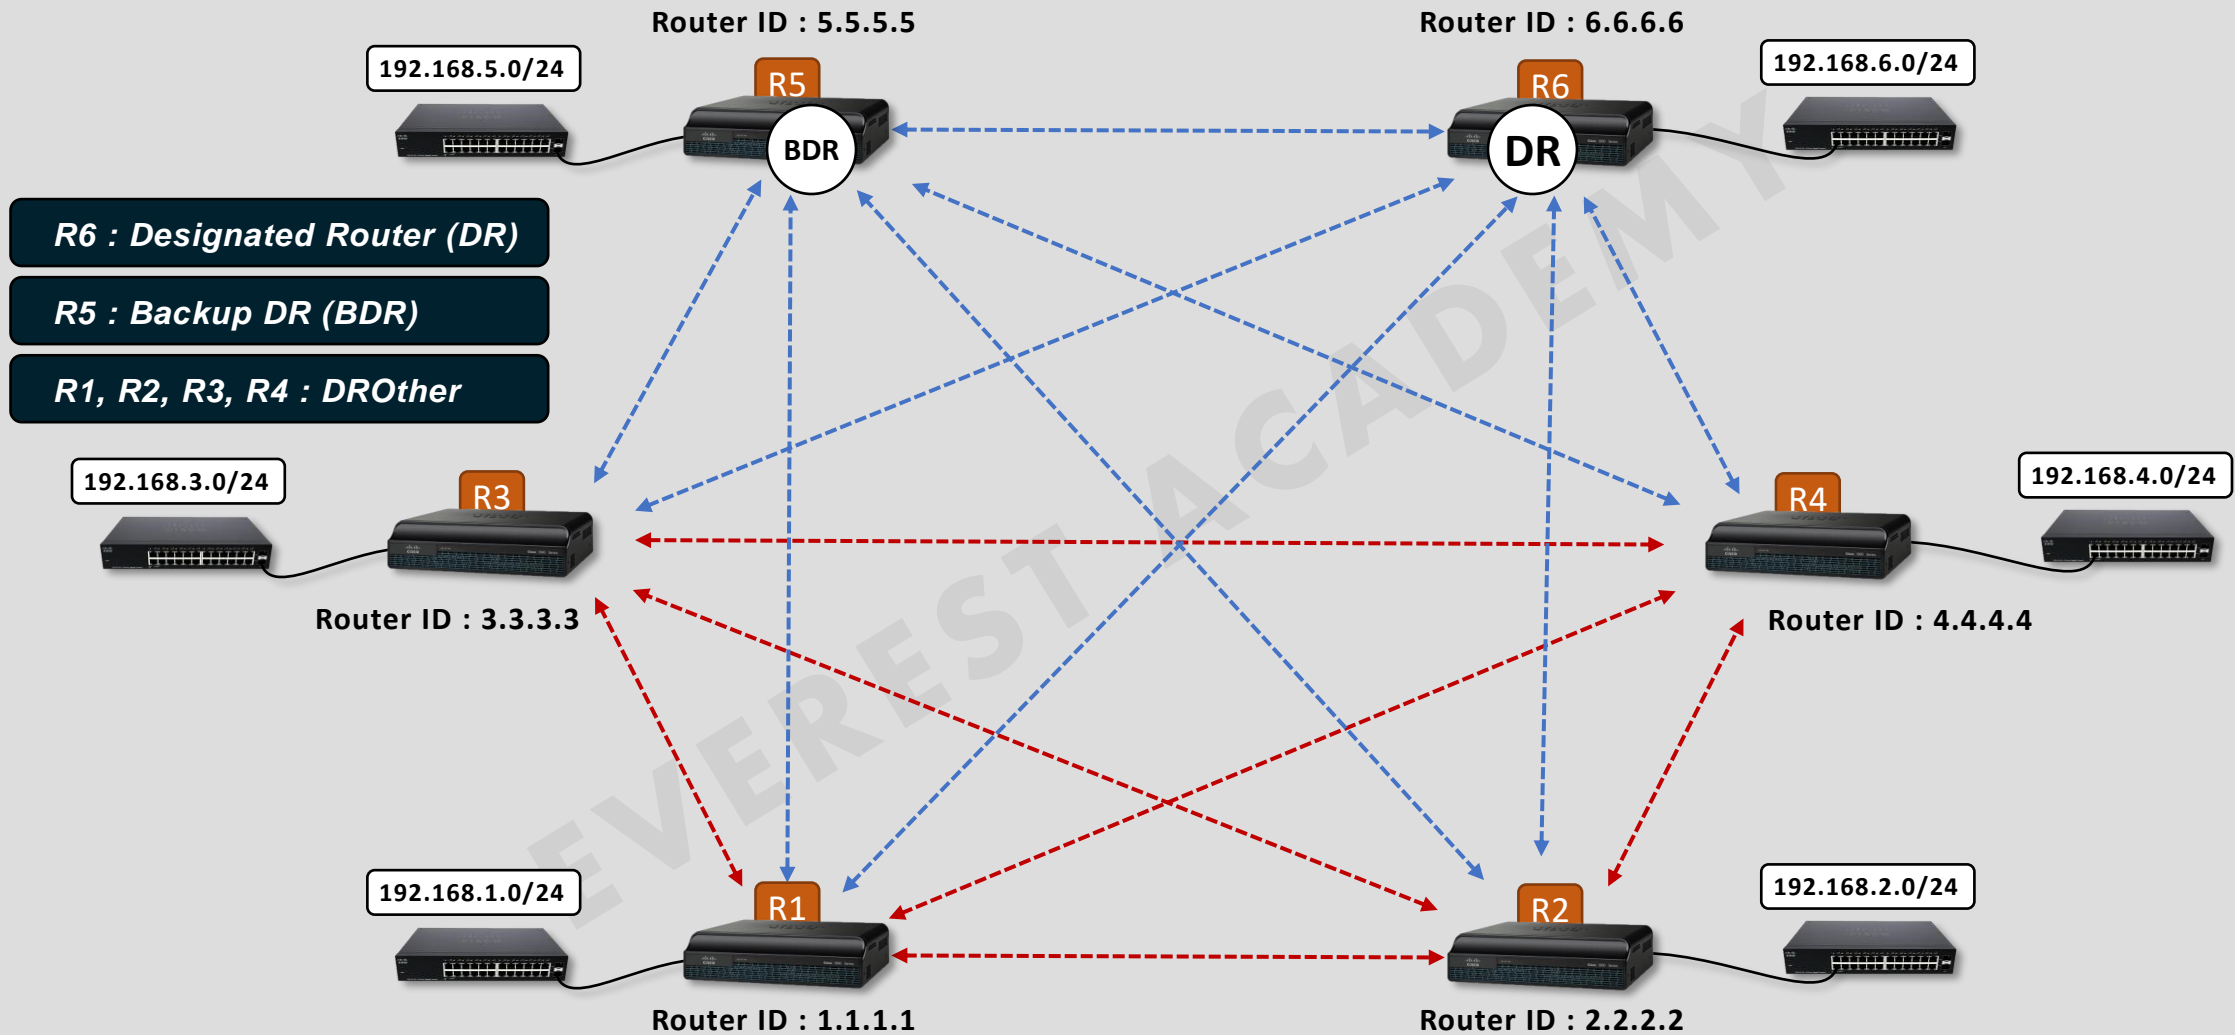 Router ID : 5.5.5.5
Router ID : 6.6.6.6
192.168.5.0/24
R5
R6
192.168.6.0/24
BDR
DR
R6 : Designated Router (DR)
R5 : Backup DR (BDR)
R1, R2, R3, R4 : DROther
192.168.3.0/24
R3
R4
192.168.4.0/24
Router ID : 3.3.3.3
Router ID : 4.4.4.4
EVEREST ACADEMY
192.168.1.0/24
R1
R2
192.168.2.0/24
Router ID : 1.1.1.1
Router ID : 2.2.2.2